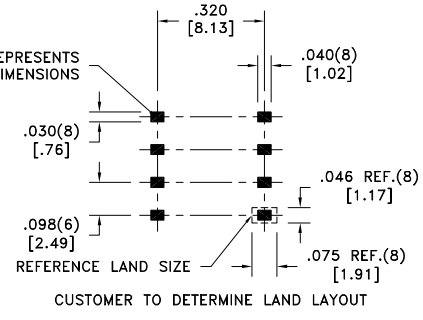 .320
[8.13]
EPRESENTS
IMENSIONS
.040(8)
[1.02]
.030(8)
[.76]
.046 REF.(8)
[1.17]
.098(6)
[2.49]
.075 REF.(8)
[1.91]
REFERENCE LAND SIZE
CUSTOMER TO DETERMINE LAND LAYOUT